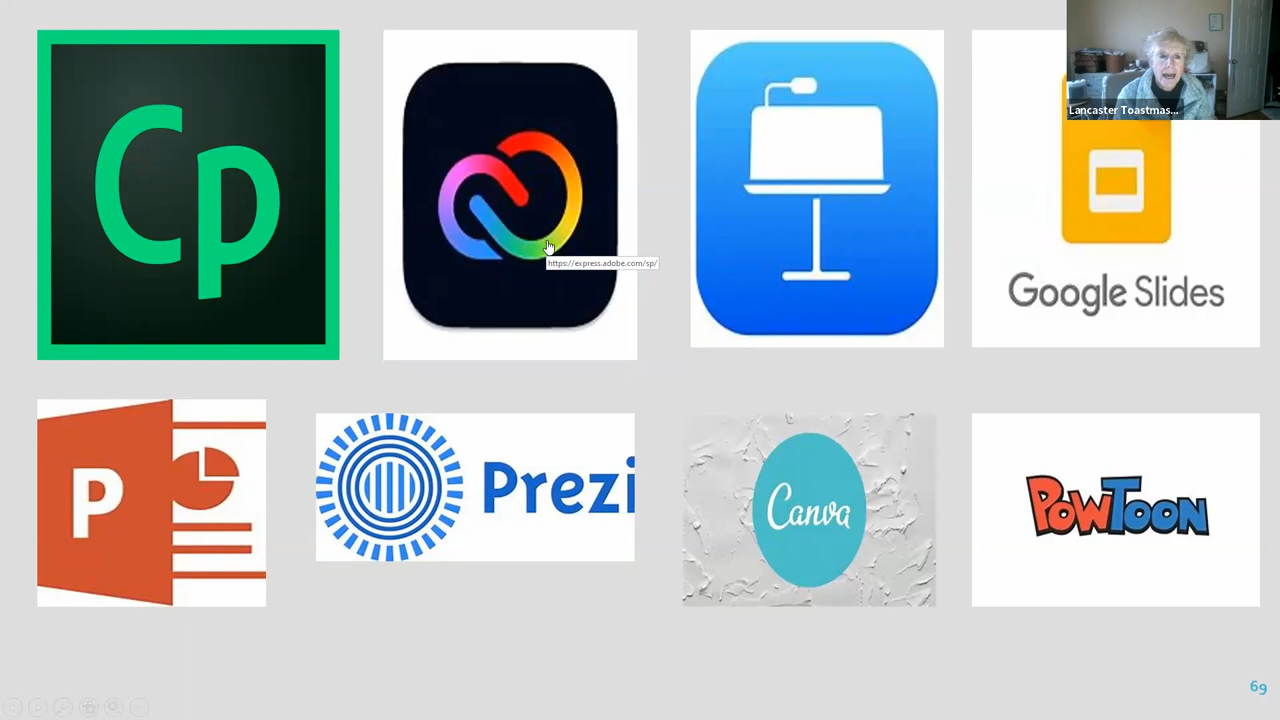 Cp
Lancaster Toastmas...
https://express.adobe.com/sp/
Google Slides
P
Prezi
Canva
PowToon
69